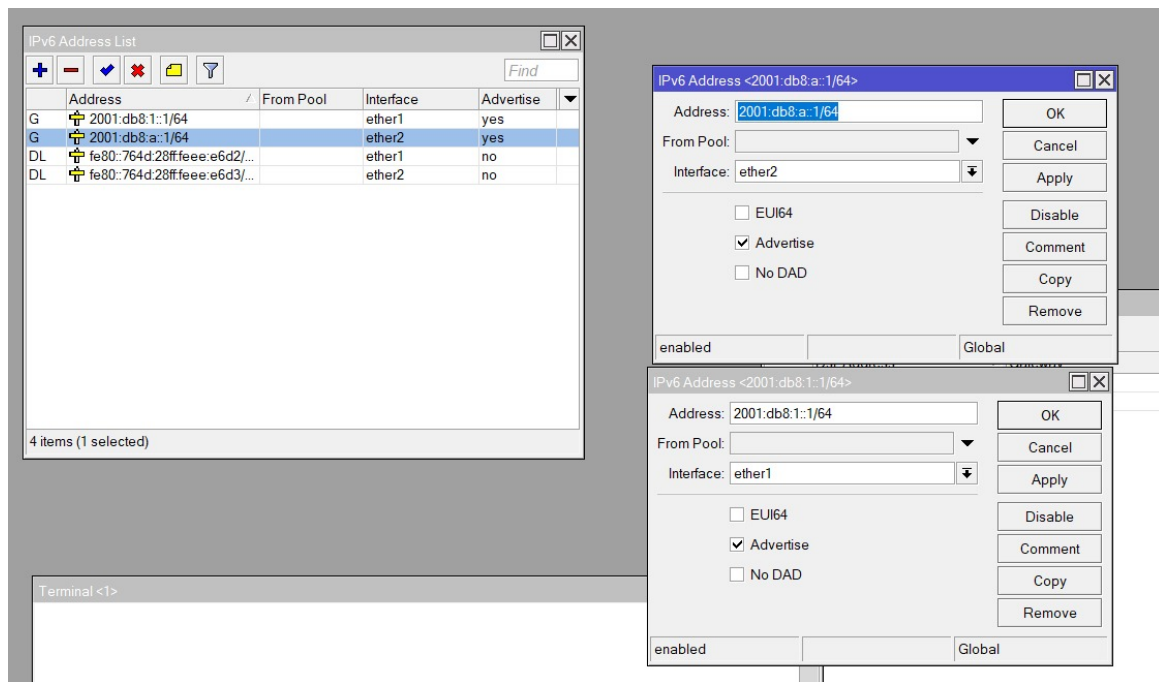 IPv6 Address List
Find
Address From Pool Interface Advertise
G 2001:db8:1::1/64 ether1 yes
G 2001:db8:a::1/64 ether2 yes
DL fe80::764d:28ff:feee:e6d2/... ether1 no
DL fe80::764d:28ff:feee:e6d3/... ether2 no
4 items (1 selected)
IPv6 Address <2001:db8:a::1/64>
Address: 2001:db8:a::1/64
OK
From Pool:
Cancel
Interface: ether2
Apply
EUI64
Disable
Advertise
Comment
No DAD
Copy
Remove
enabled Global
IPv6 Address <2001:db8:1::1/64>
Address: 2001:db8:1::1/64
OK
From Pool:
Cancel
Interface: ether1
Apply
EUI64
Disable
Advertise
Comment
No DAD
Copy
Remove
enabled Global
Terminal <1>